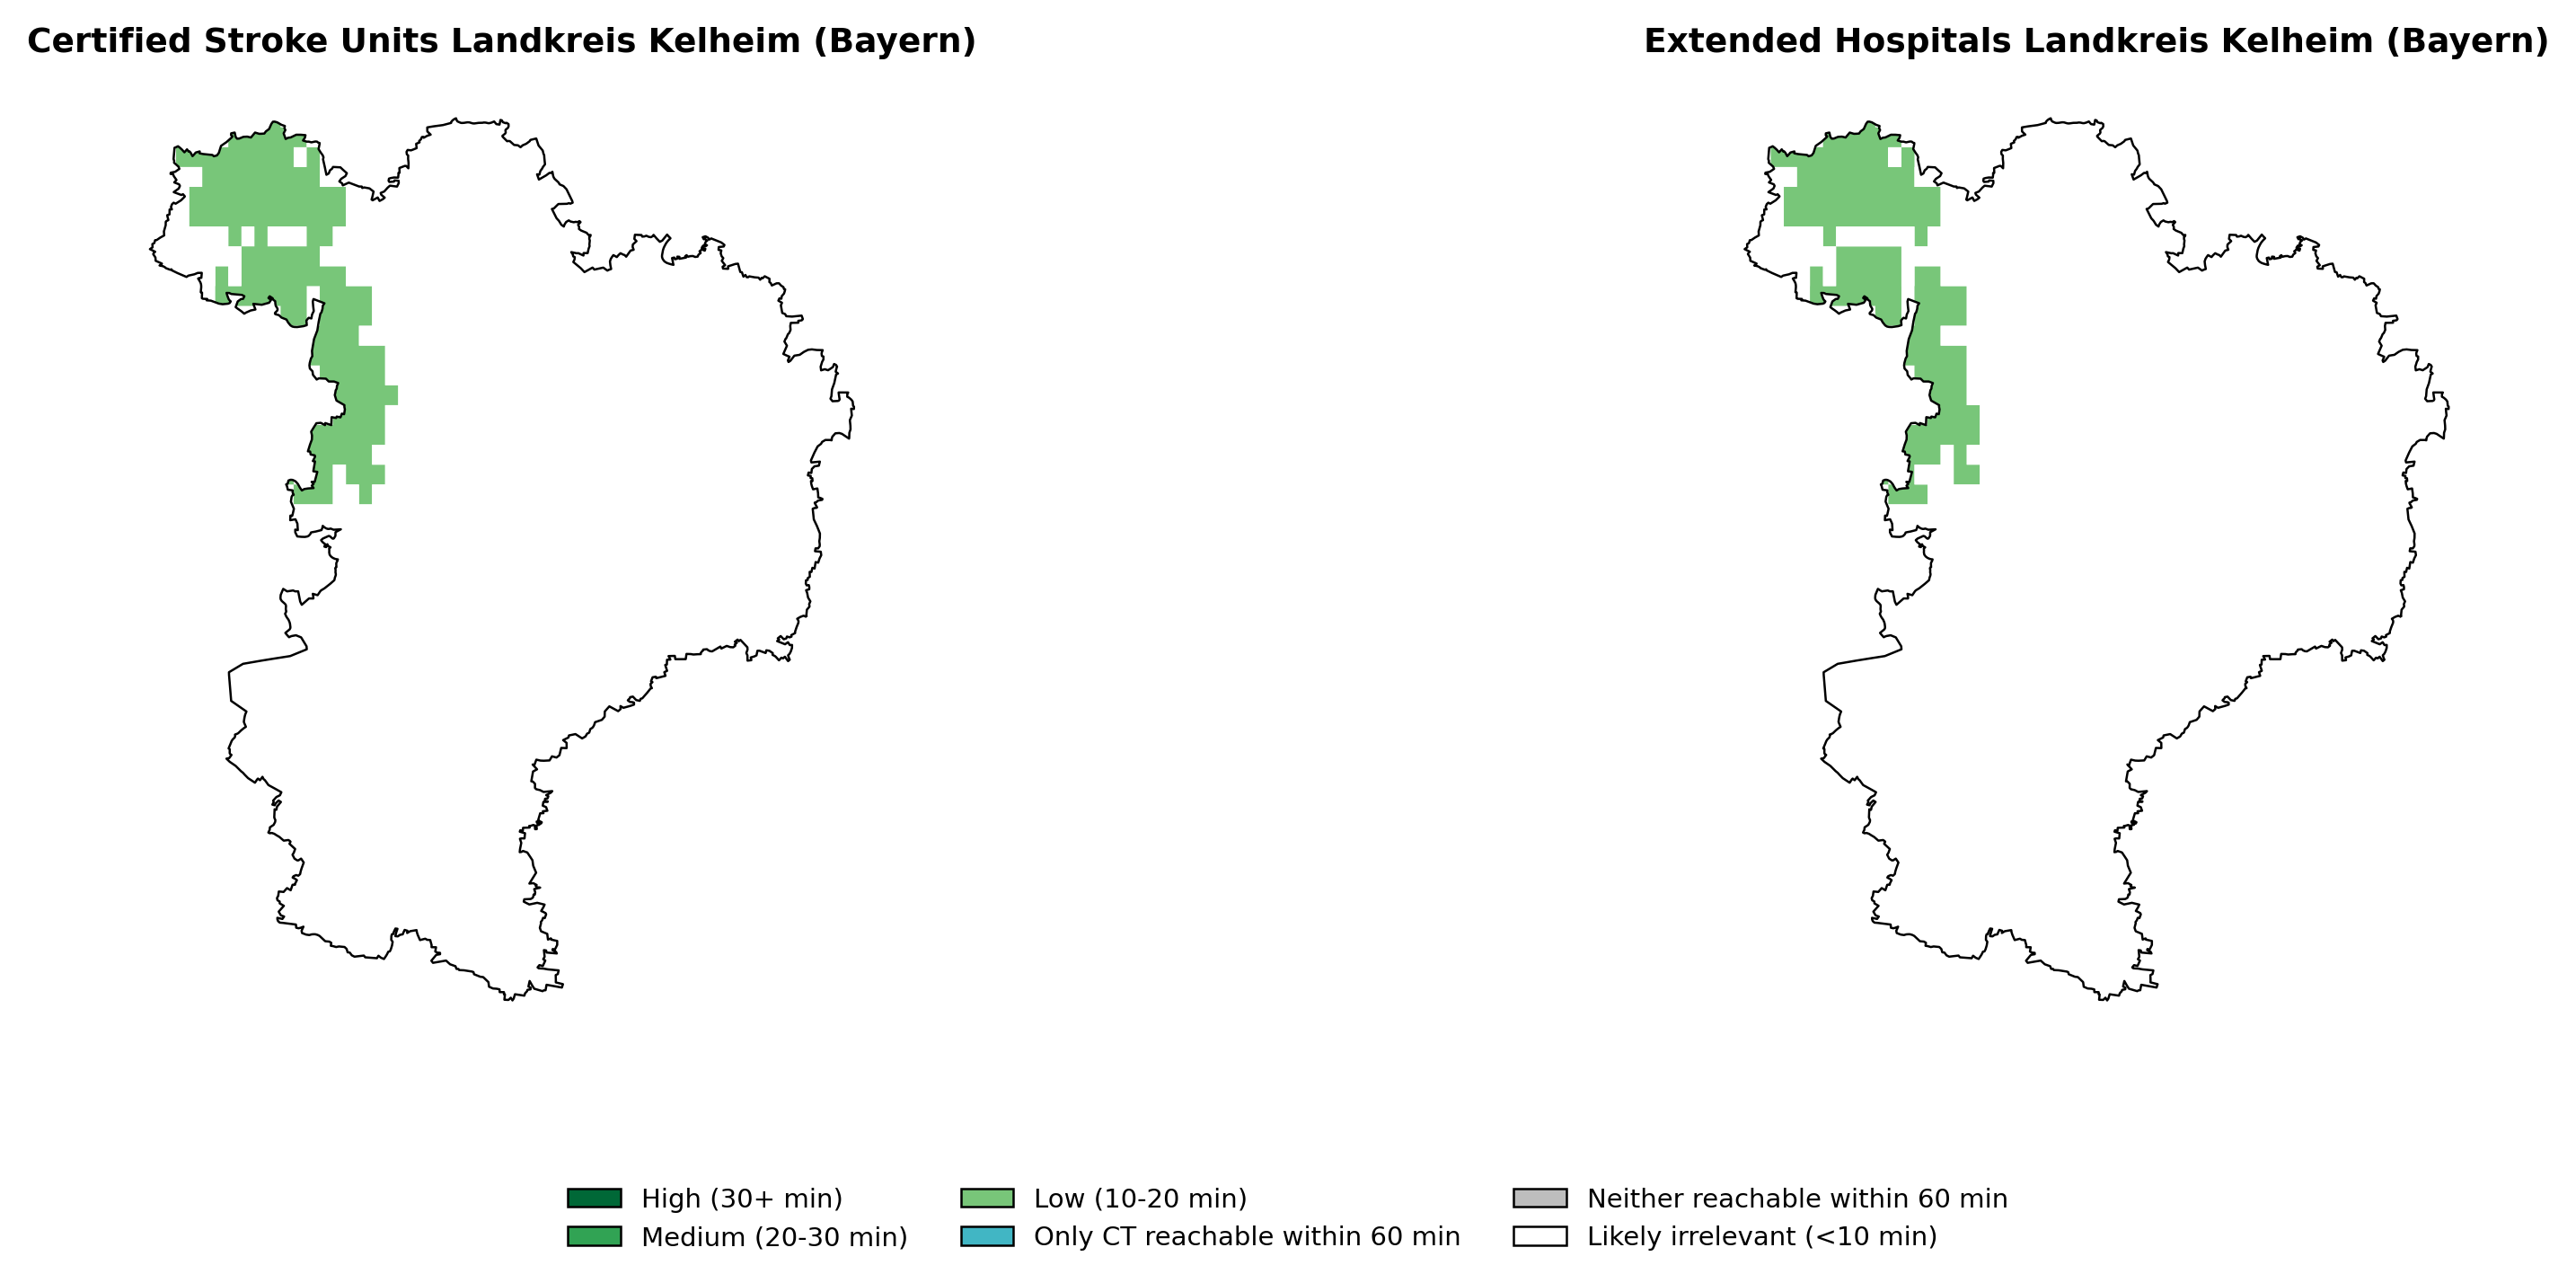 Certified Stroke Units Landkreis Kelheim (Bayern)
Extended Hospitals Landkreis Kelheim (Bayern)
High (30+ min)
Medium (20-30 min)
Low (10-20 min)
Only CT reachable within 60 min
Neither reachable within 60 min
Likely irrelevant (<10 min)